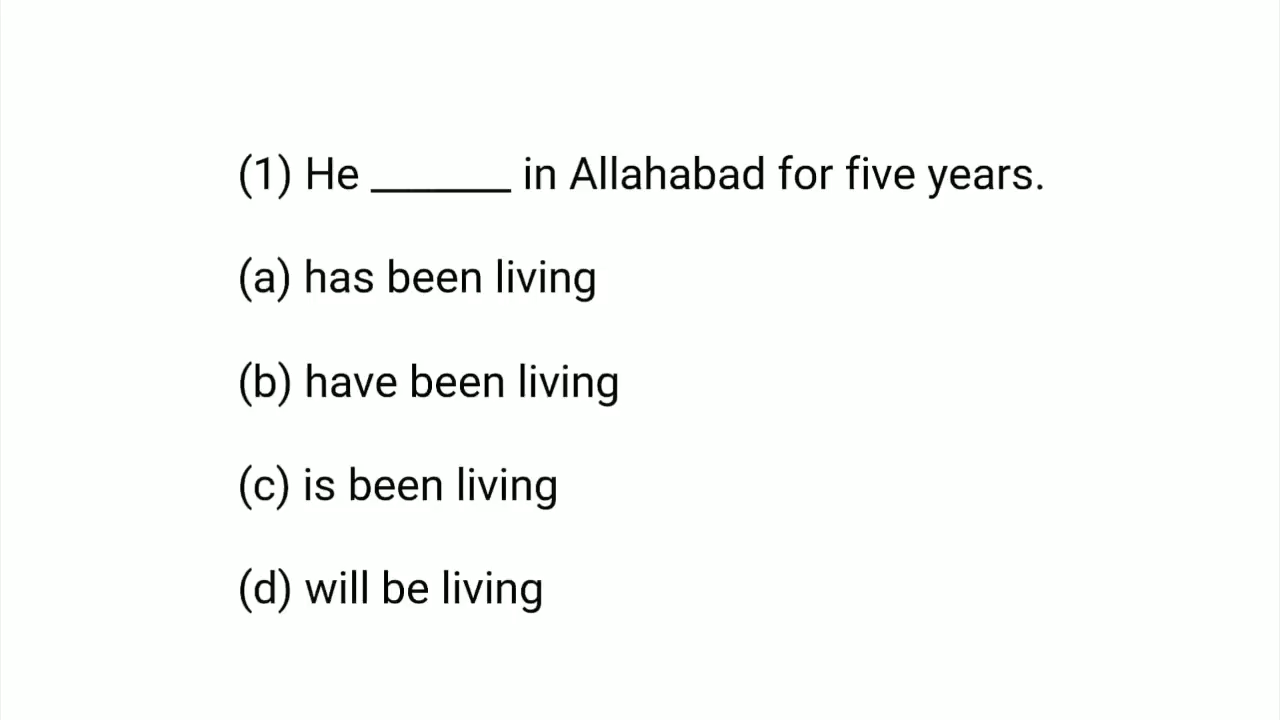 (1) He _______ in Allahabad for five years.
(a) has been living
(b) have been living
(c) is been living
(d) will be living